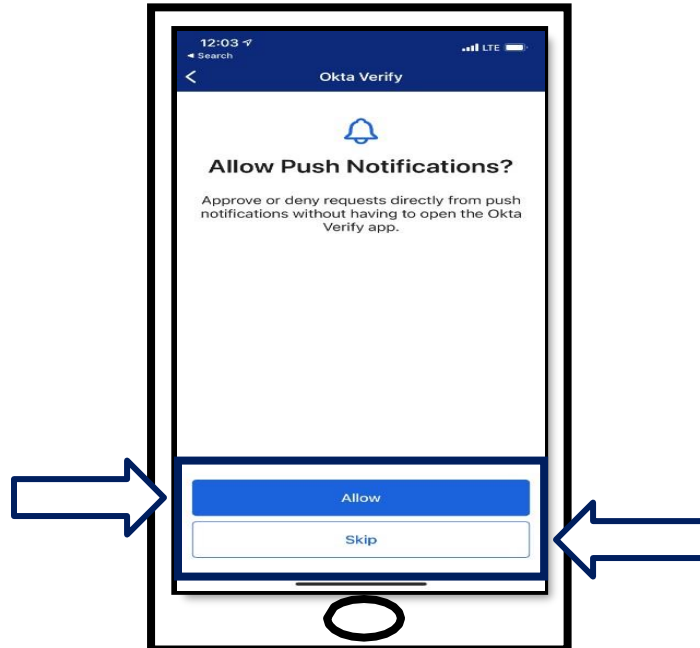 12:03
LTE
◄ Search
Okta Verify
Allow Push Notifications?
Approve or deny requests directly from push
notifications without having to open the Okta
Verify app.
Allow
Skip